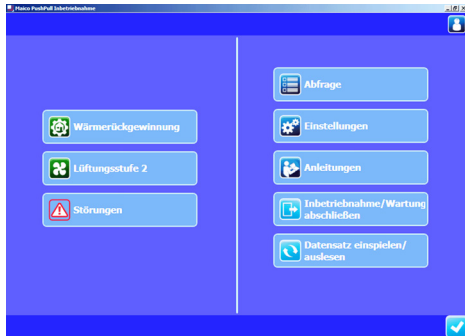 Maico PushPull Inbetriebnahme
Wärmerückgewinnung
Lüftungsstufe 2
Störungen
Abfrage
Einstellungen
Anleitungen
Inbetriebnahme/Wartung
abschließen
Datensatz einspielen/
auslesen